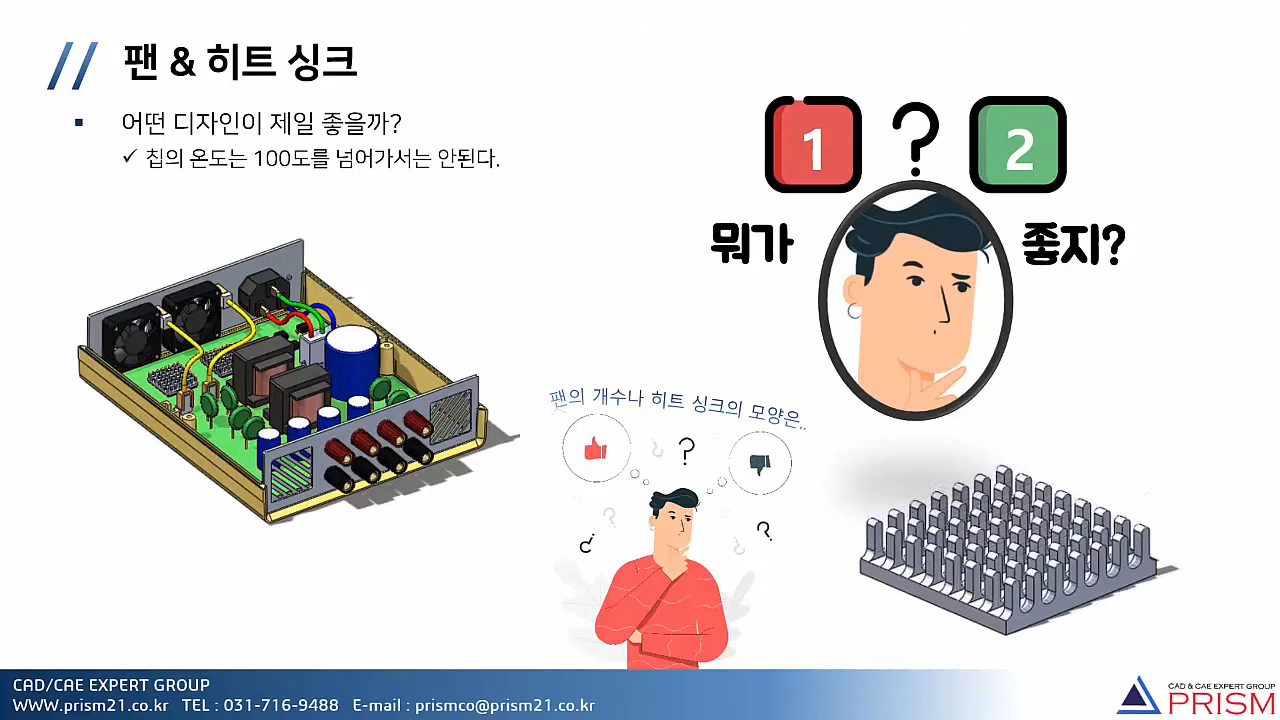 팬 & 히트 싱크
어떤 디자인이 제일 좋을까?
칩의 온도는 100도를 넘어가서는 안된다.
1 ? 2
뭐가 좋지?
팬의 개수나 히트 싱크의 모양은..
CAD/CAE EXPERT GROUP
WWW.prism21.co.kr TEL : 031-716-9488 E-mail : prismco@prism21.co.kr
CAD & CAE EXPERT GROUP
PRISM